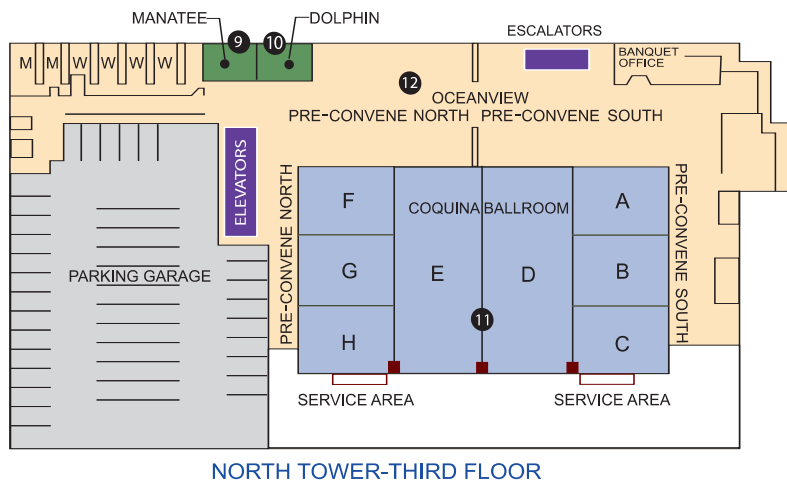 MANATEE
DOLPHIN
9
10
ESCALATORS
M M W W W W
BANQUET
OFFICE
12
OCEANVIEW
PRE-CONVENE NORTH PRE-CONVENE SOUTH
ELEVATORS
PRE-CONVENE NORTH
F
COQUINA BALLROOM
A
PRE-CONVENE SOUTH
PARKING GARAGE
G
E
D
B
11
H
C
SERVICE AREA
SERVICE AREA
NORTH TOWER-THIRD FLOOR